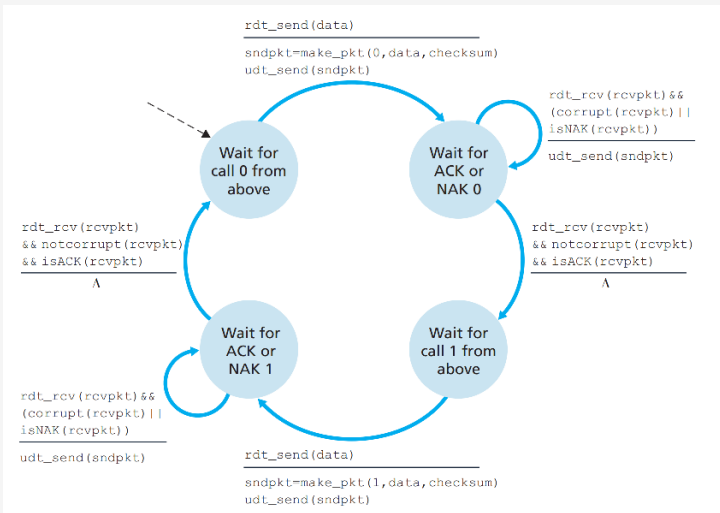 rdt_send(data)
sndpkt=make_pkt(0,data,checksum)
udt_send(sndpkt)
rdt_rcv(rcvpkt)&&
(corrupt(rcvpkt)||
isNAK(rcvpkt))
udt_send(sndpkt)
Wait for
call 0 from
above
Wait for
ACK or
NAK 0
rdt_rcv(rcvpkt)
&& notcorrupt(rcvpkt)
&& isACK(rcvpkt)
Λ
rdt_rcv(rcvpkt)
&& notcorrupt(rcvpkt)
&& isACK(rcvpkt)
Λ
Wait for
ACK or
NAK 1
Wait for
call 1 from
above
rdt_rcv(rcvpkt)&&
(corrupt(rcvpkt)||
isNAK(rcvpkt))
udt_send(sndpkt)
rdt_send(data)
sndpkt=make_pkt(1,data,checksum)
udt_send(sndpkt)